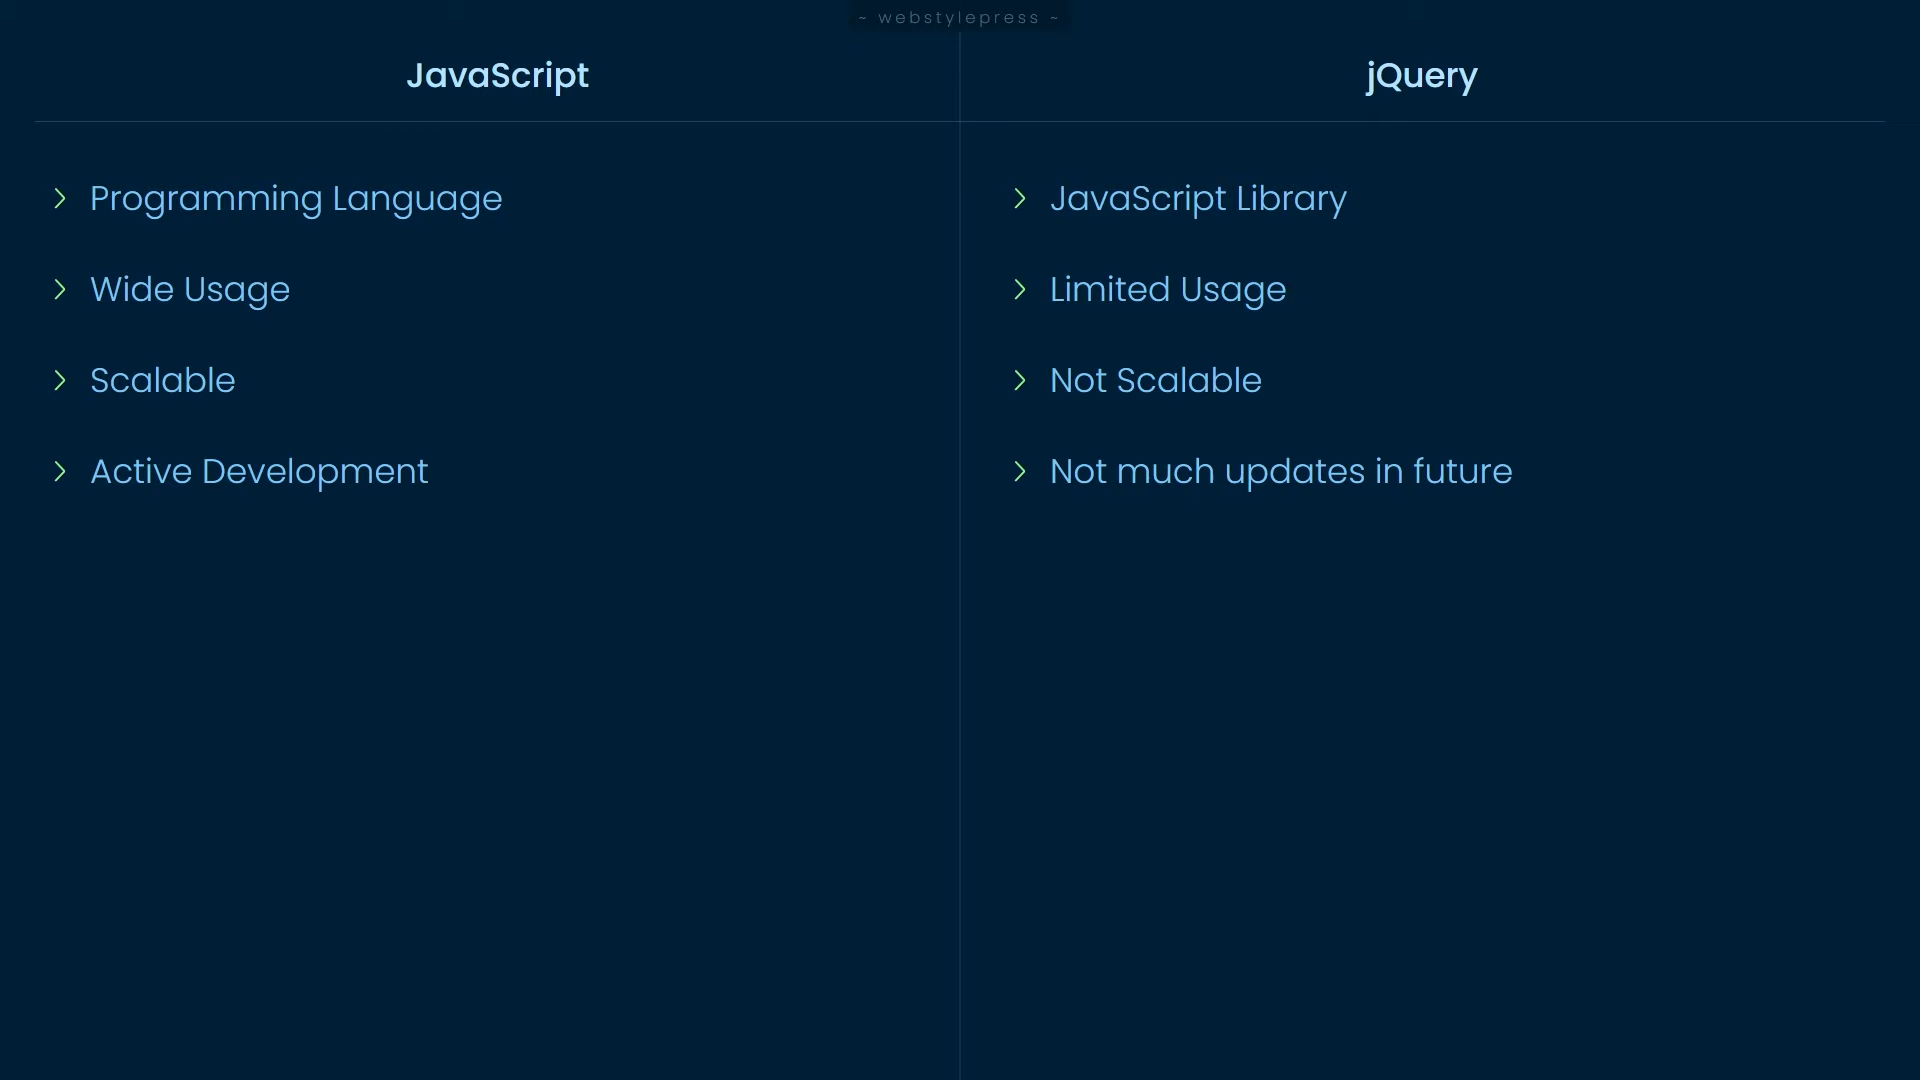 ~ webstylepress ~
JavaScript
Programming Language
Wide Usage
Scalable
Active Development
jQuery
JavaScript Library
Limited Usage
Not Scalable
Not much updates in future